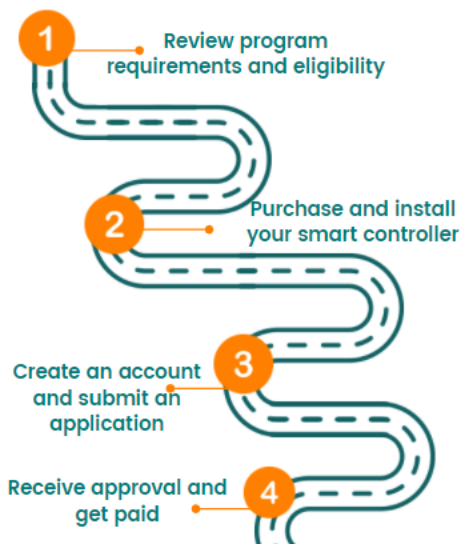 1
Review program
requirements and eligibility
2
Purchase and install
your smart controller
3
Create an account
and submit an
application
4
Receive approval and
get paid